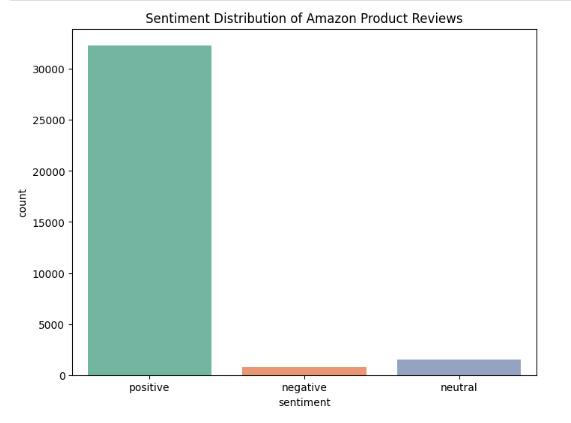 Sentiment Distribution of Amazon Product Reviews
30000
25000
20000
15000
10000
5000
0
count
positive negative neutral
sentiment